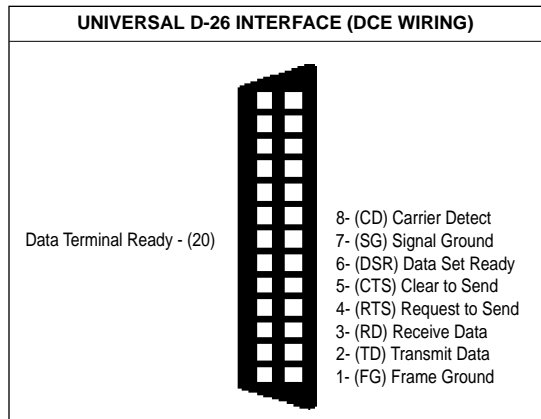 UNIVERSAL D-26 INTERFACE (DCE WIRING)
Data Terminal Ready - (20)
8- (CD) Carrier Detect
7- (SG) Signal Ground
6- (DSR) Data Set Ready
5- (CTS) Clear to Send
4- (RTS) Request to Send
3- (RD) Receive Data
2- (TD) Transmit Data
1- (FG) Frame Ground